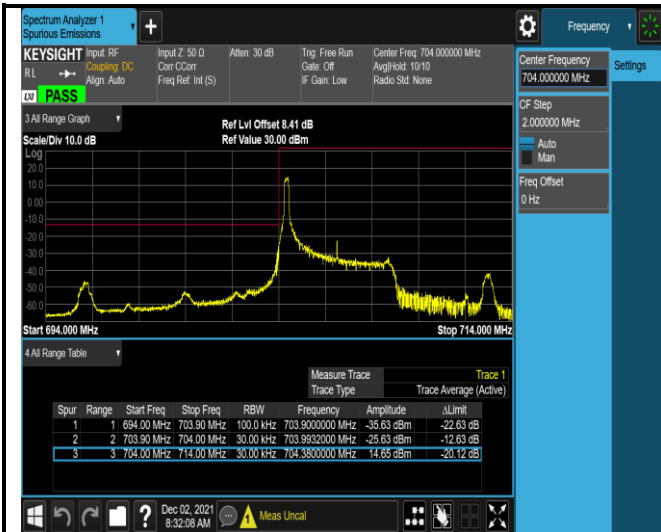 Spectrum Analyzer 1
Spurious Emissions
Frequency
KEYSIGHT
R L
LXI
PASS
Input: RF
Coupling: DC
Align: Auto
Input Z: 50 Ω
Corr CCorr
Freq Ref: Int (S)
Atten: 30 dB
Trig: Free Run
Gate: Off
IF Gain: Low
Center Freq: 704.000000 MHz
Avg|Hold: 10/10
Radio Std: None
Center Frequency
704.000000 MHz
Settings
CF Step
2.000000 MHz
Auto
Man
Freq Offset
0 Hz
3 All Range Graph
Scale/Div 10.0 dB
Ref Lvl Offset 8.41 dB
Ref Value 30.00 dBm
Log
20.0
10.0
0.00
-10.0
-20.0
-30.0
-40.0
-50.0
-60.0
Start 694.000 MHz
Stop 714.000 MHz
4 All Range Table
Measure Trace Trace 1
Trace Type Trace Average (Active)
Spur Range Start Freq Stop Freq RBW Frequency Amplitude ΔLimit
1 1 694.00 MHz 703.90 MHz 100.0 kHz 703.9000000 MHz -35.63 dBm -22.63 dB
2 2 703.90 MHz 704.00 MHz 30.00 kHz 703.9932000 MHz -25.63 dBm -12.63 dB
3 3 704.00 MHz 714.00 MHz 30.00 kHz 704.3800000 MHz 14.65 dBm -20.12 dB
?
Dec 02, 2021
8:32:08 AM
Meas Uncal